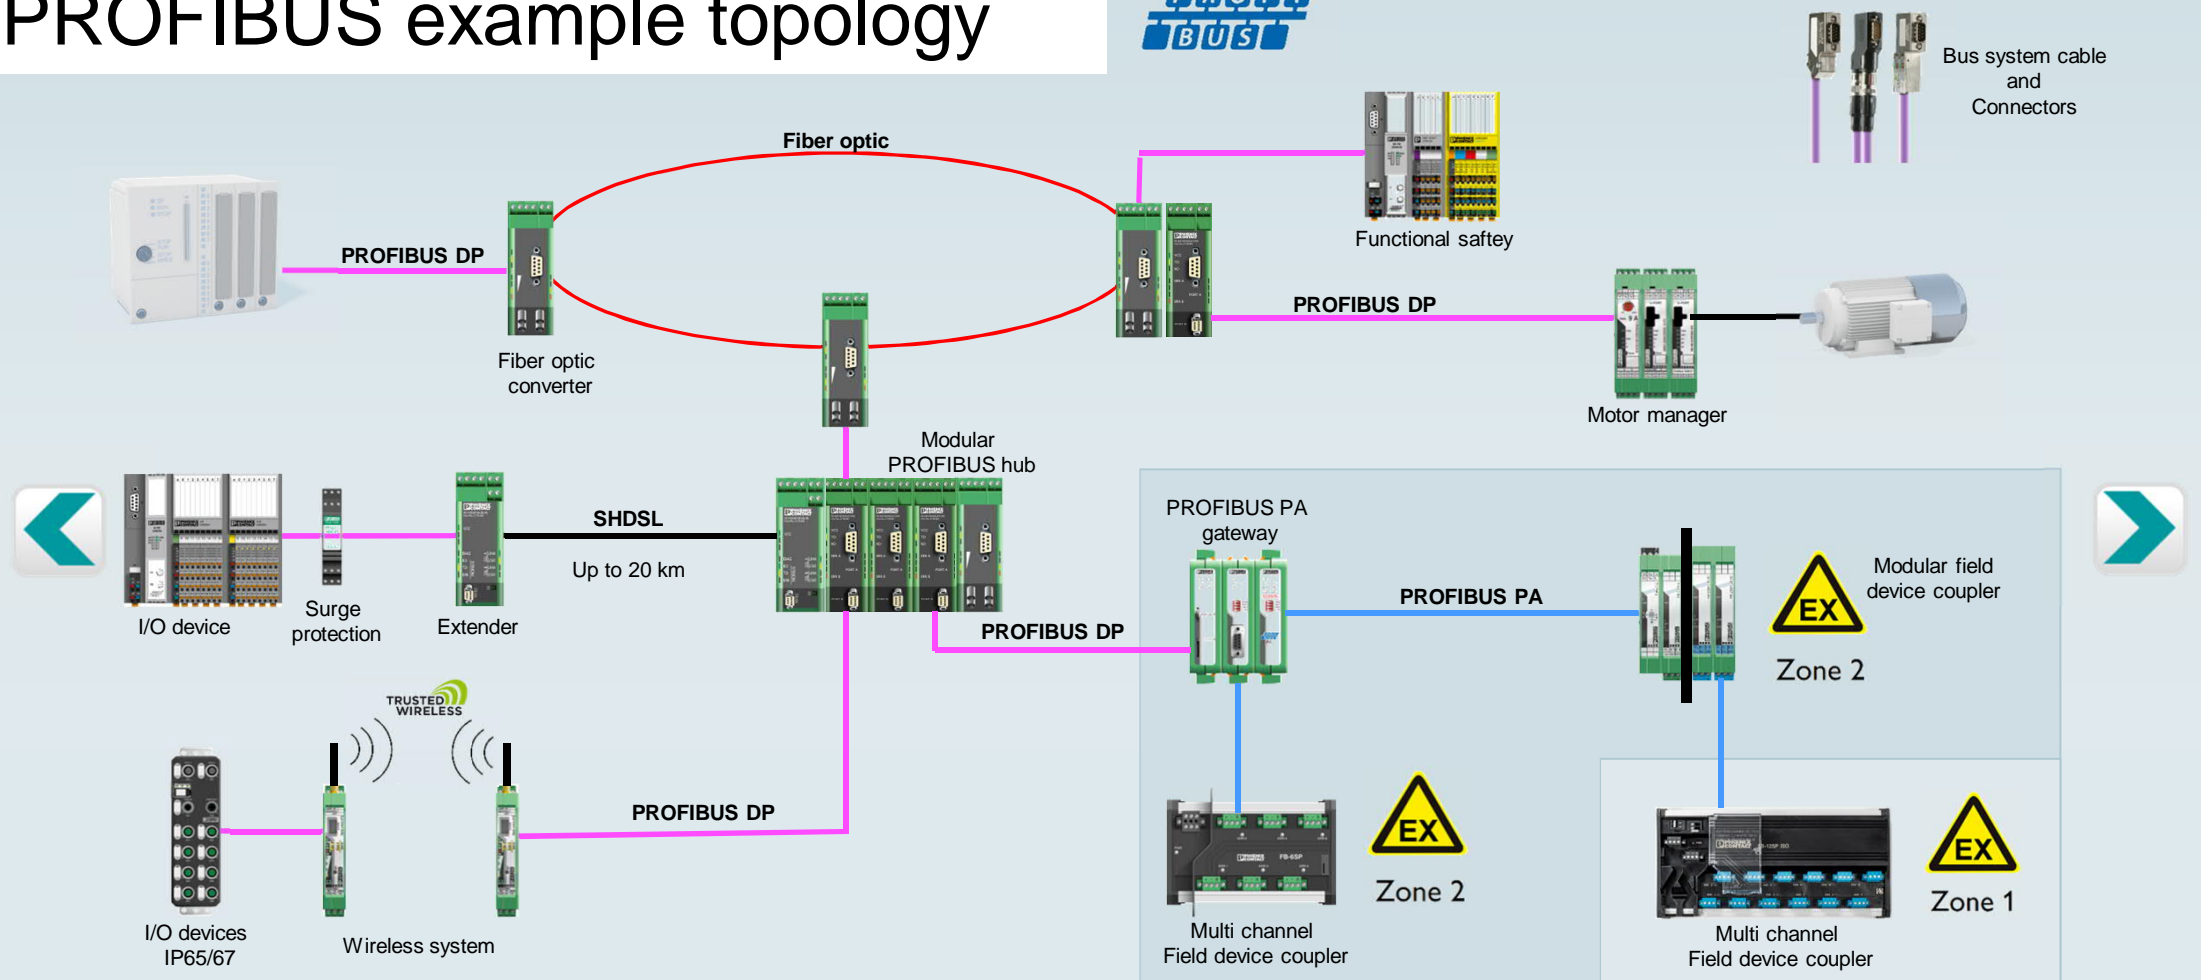 PROFIBUS example topology
BUS
Bus system cable
and
Connectors
Fiber optic
PROFIBUS DP
Functional saftey
PROFIBUS DP
Fiber optic
converter
Motor manager
Modular
PROFIBUS hub
SHDSL
Up to 20 km
PROFIBUS PA
gateway
Modular field
device coupler
PROFIBUS PA
EX
Zone 2
I/O device
Surge
protection
Extender
PROFIBUS DP
TRUSTED
WIRELESS
PROFIBUS DP
EX
Zone 2
EX
Zone 1
FB-6SP
I/O devices
IP65/67
Wireless system
Multi channel
Field device coupler
Multi channel
Field device coupler